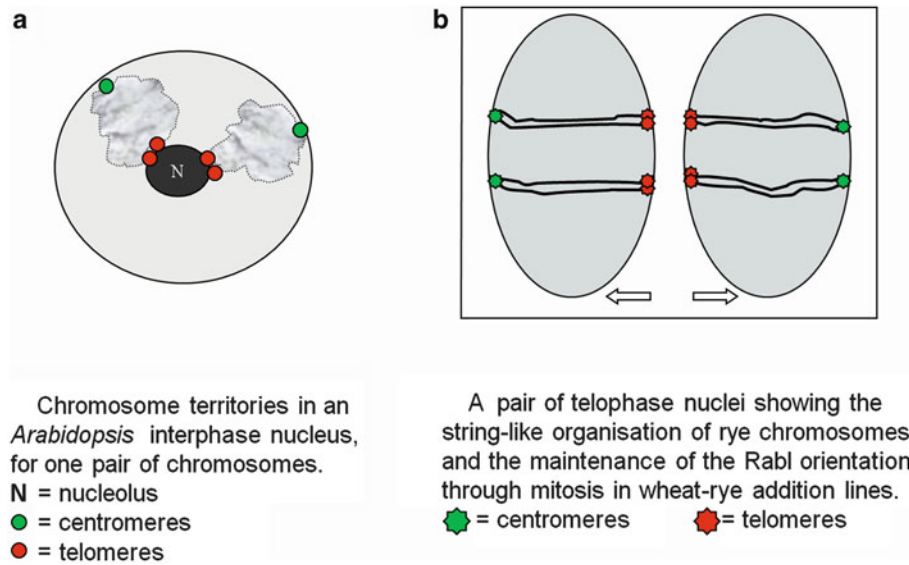 a
N
Chromosome territories in an
Arabidopsis interphase nucleus,
for one pair of chromosomes.
N = nucleolus
= centromeres
= telomeres
b
A pair of telophase nuclei showing the
string-like organisation of rye chromosomes
and the maintenance of the Rabl orientation
through mitosis in wheat-rye addition lines.
= centromeres = telomeres